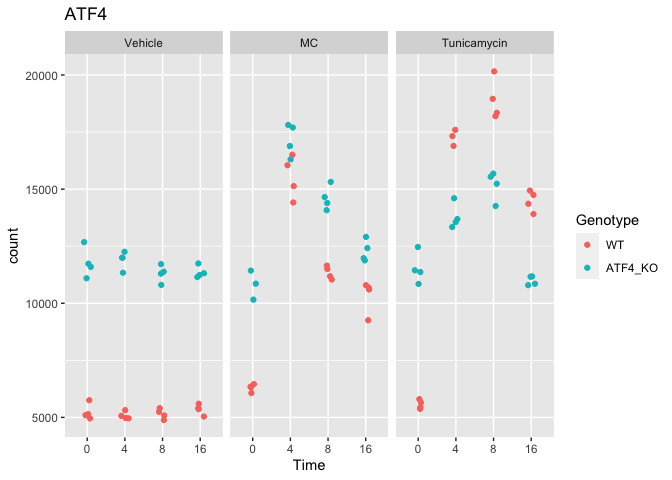 ATF4
Vehicle MC Tunicamycin
20000
15000
10000
5000
count
0 4 8 16 0 4 8 16 0 4 8 16
Time
Genotype
WT
ATF4_KO